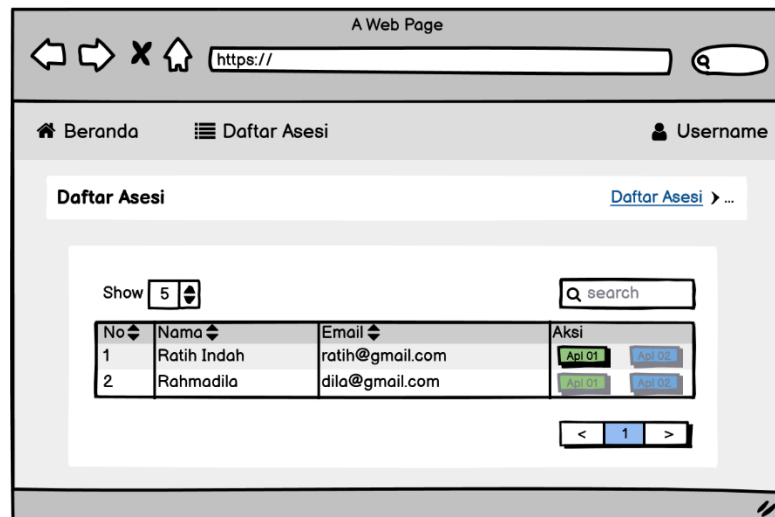 A Web Page
https://
Beranda Daftar Asesi Username
Daftar Asesi Daftar Asesi > ...
Show 5 search
No Nama Email Aksi
1 Ratih Indah ratih@gmail.com Apl 01 Apl 02
2 Rahmadila dila@gmail.com Apl 01 Apl 02
< 1 >